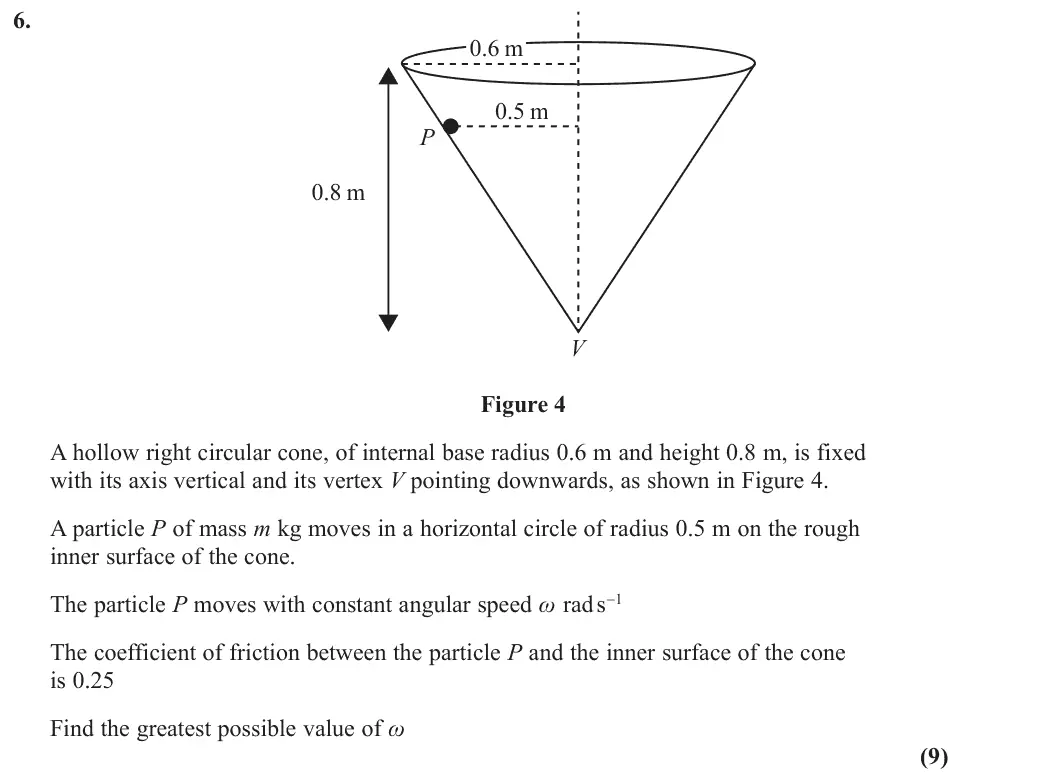 6.
0.6 m
0.5 m
P
0.8 m
V
Figure 4
A hollow right circular cone, of internal base radius 0.6 m and height 0.8 m, is fixed
with its axis vertical and its vertex V pointing downwards, as shown in Figure 4.
A particle P of mass m kg moves in a horizontal circle of radius 0.5 m on the rough
inner surface of the cone.
The particle P moves with constant angular speed ω rad s⁻¹
The coefficient of friction between the particle P and the inner surface of the cone
is 0.25
Find the greatest possible value of ω
(9)